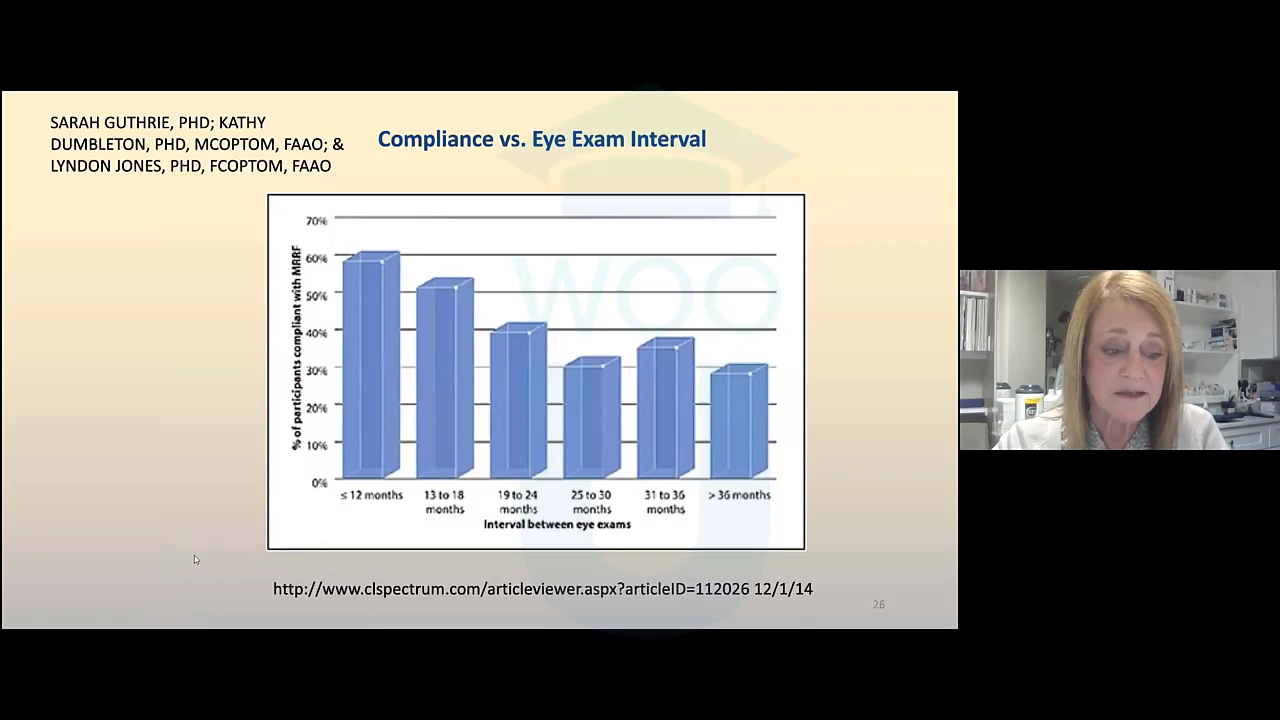 SARAH GUTHRIE, PHD; KATHY
DUMBLETON, PHD, MCOPTOM, FAAO; &
LYNDON JONES, PHD, FCOPTOM, FAAO
Compliance vs. Eye Exam Interval
WOO
% of participants compliant with MRRF
70%
60%
50%
40%
30%
20%
10%
0%
≤ 12 months
13 to 18
months
19 to 24
months
25 to 30
months
31 to 36
months
> 36 months
Interval between eye exams
http://www.clspectrum.com/articleviewer.aspx?articleID=112026 12/1/14
26